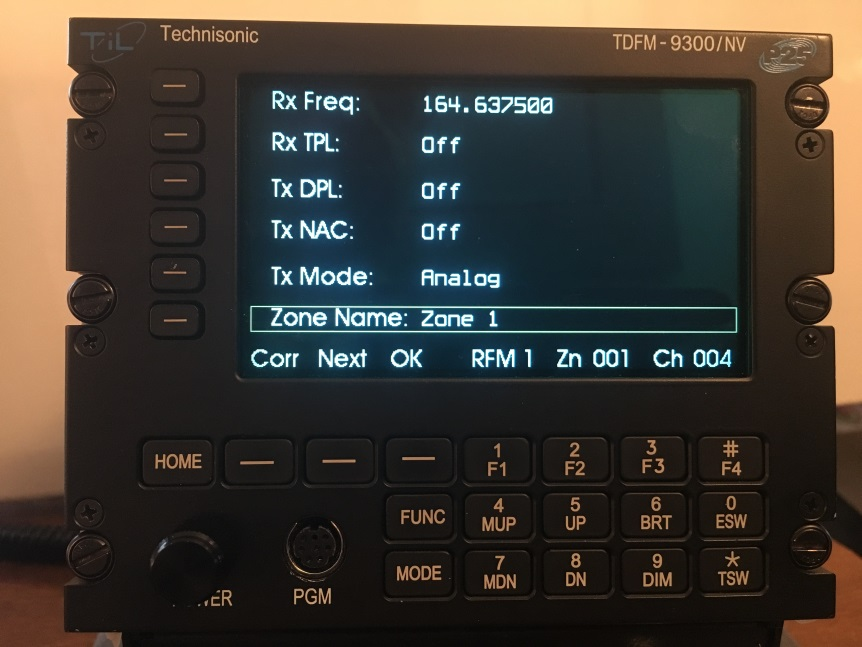 TiL Technisonic TDFM-9300/NV P25
Rx Freq: 164.637500
Rx TPL: Off
Tx DPL: Off
Tx NAC: Off
Tx Mode: Analog
Zone Name: Zone 1
Corr Next OK RFM 1 Zn 001 Ch 004
HOME
1 2 3 #
F1 F2 F3 F4
FUNC
4 5 6 0
MUP UP BRT ESW
MODE
7 8 9 *
MDN DN DIM TSW
PGM